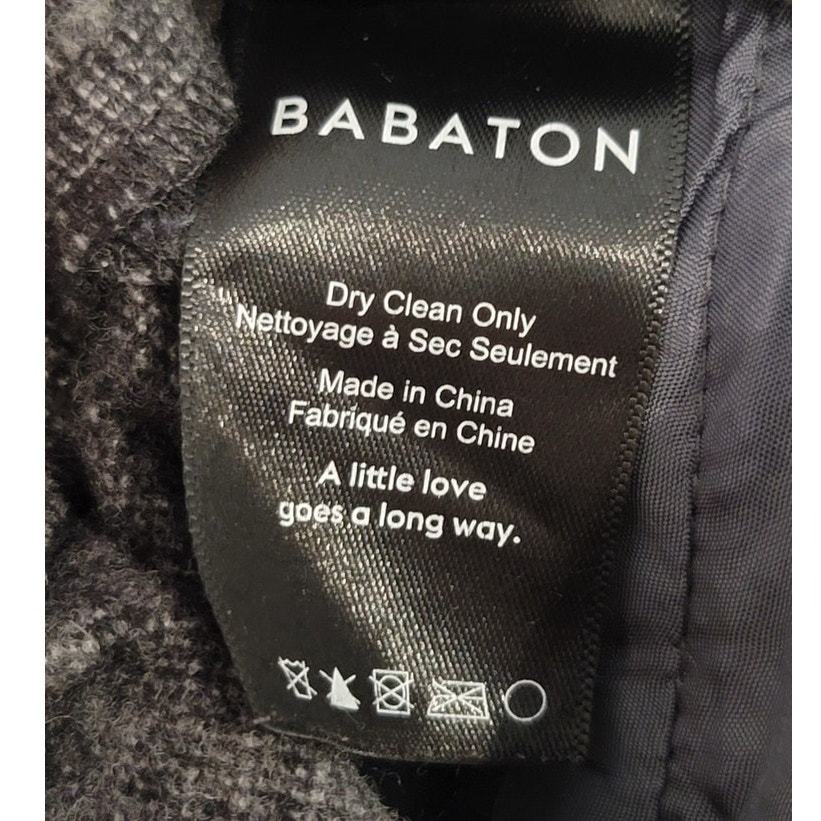 BABATON
Dry Clean Only
Nettoyage à Sec Seulement
Made in China
Fabriqué en Chine
A little love
goes a long way.